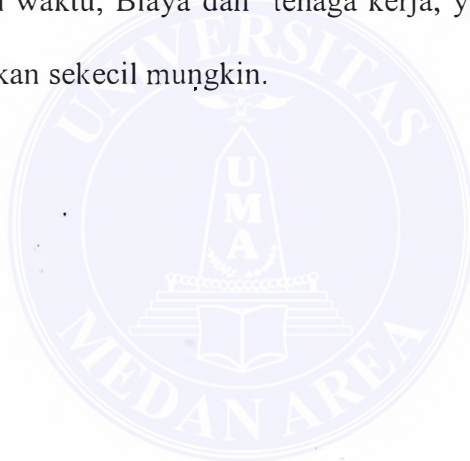 waktu, Biaya dan tenaga kerja, y
kan sekecil mungkin.
UNIVERSITAS
UMA
MEDAN AREA